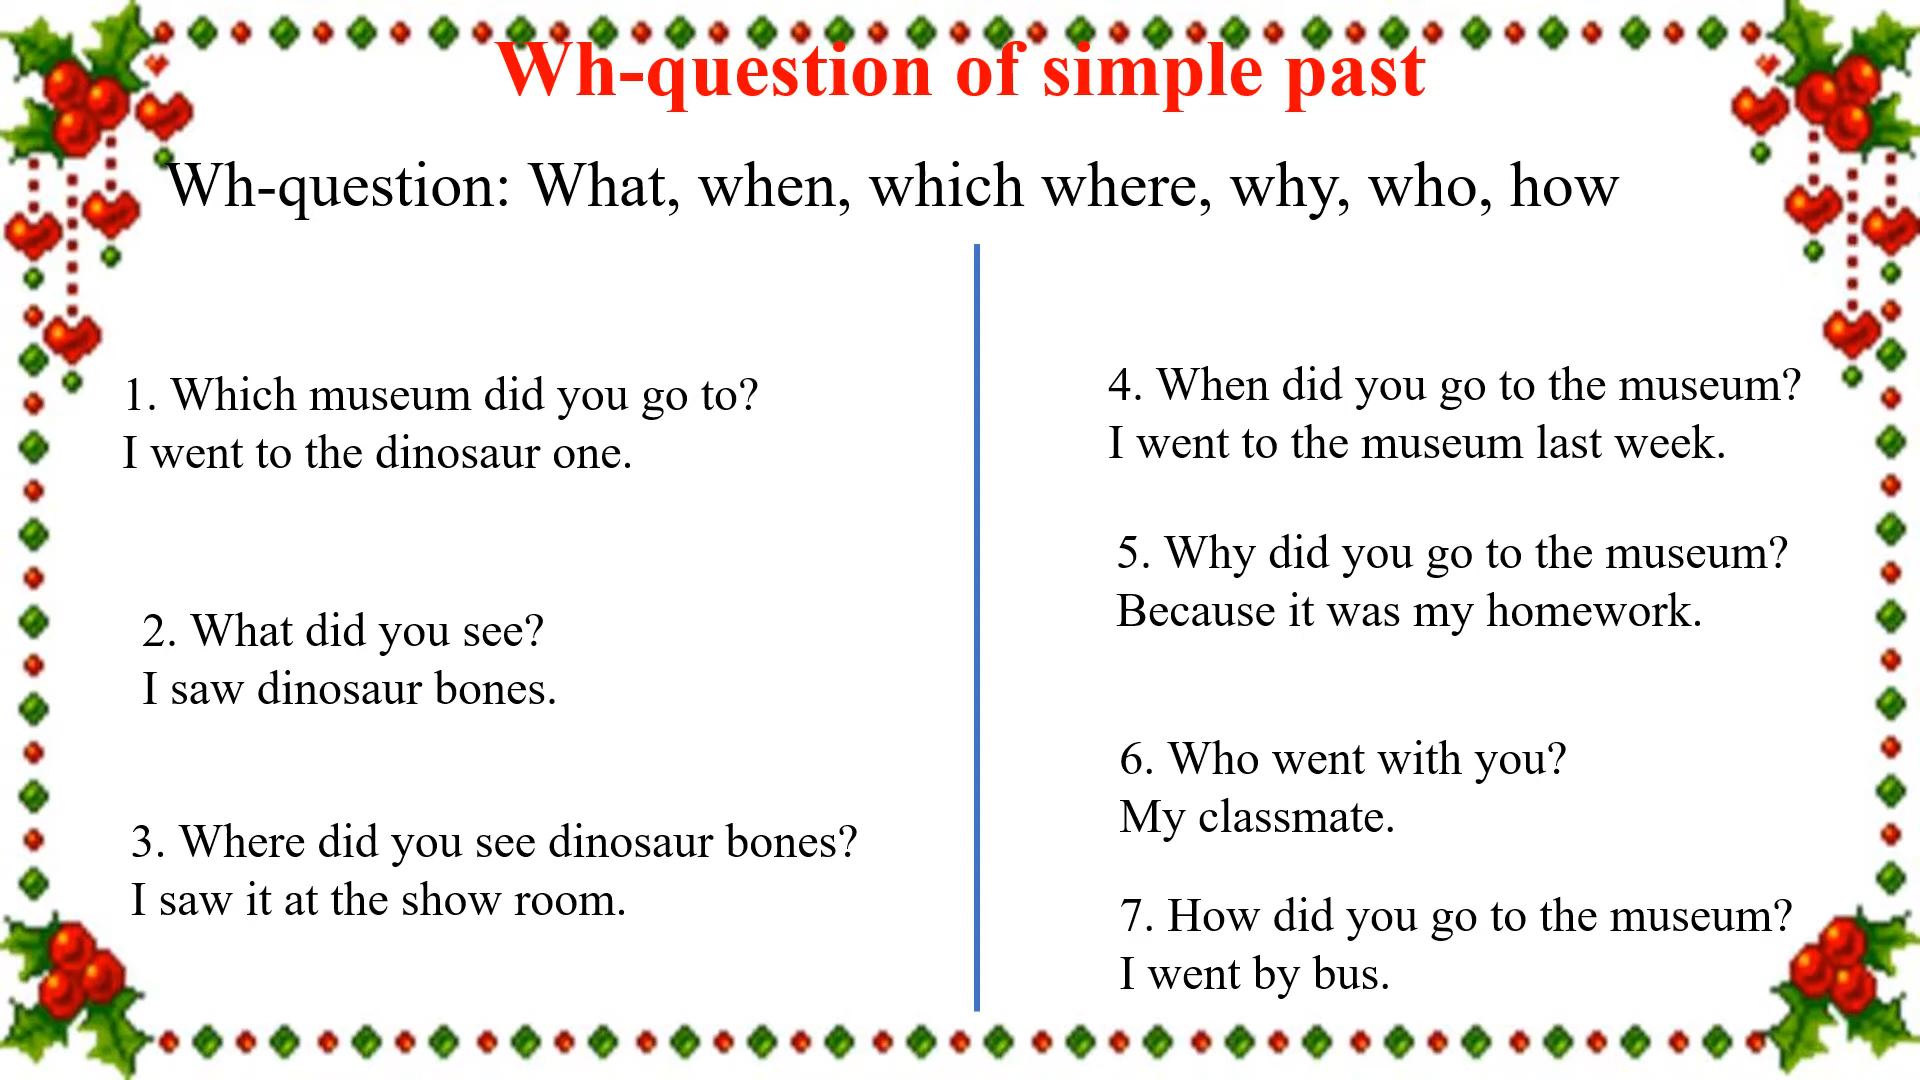 Wh-question of simple past
Wh-question: What, when, which where, why, who, how
1. Which museum did you go to?
I went to the dinosaur one.
2. What did you see?
I saw dinosaur bones.
3. Where did you see dinosaur bones?
I saw it at the show room.
4. When did you go to the museum?
I went to the museum last week.
5. Why did you go to the museum?
Because it was my homework.
6. Who went with you?
My classmate.
7. How did you go to the museum?
I went by bus.